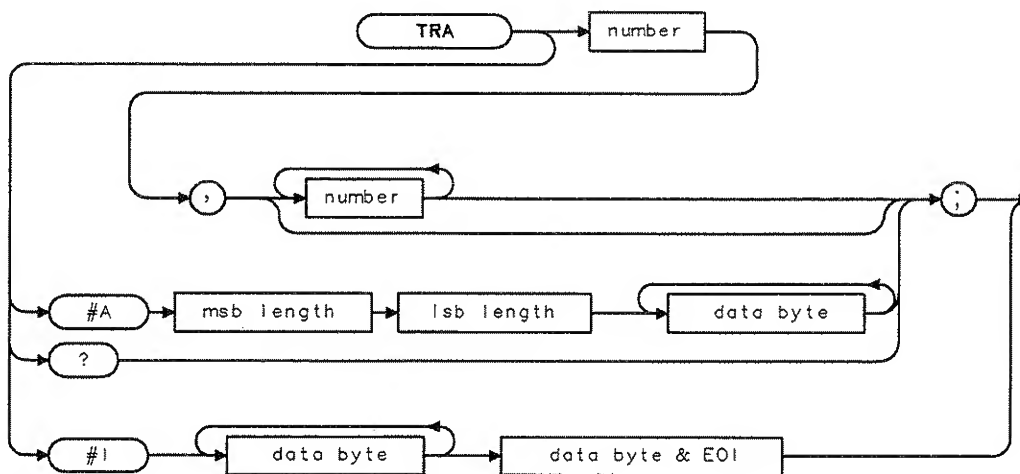 TRA
number
,
number
;
#A
msb length
lsb length
data byte
?
#I
data byte
data byte & EOI